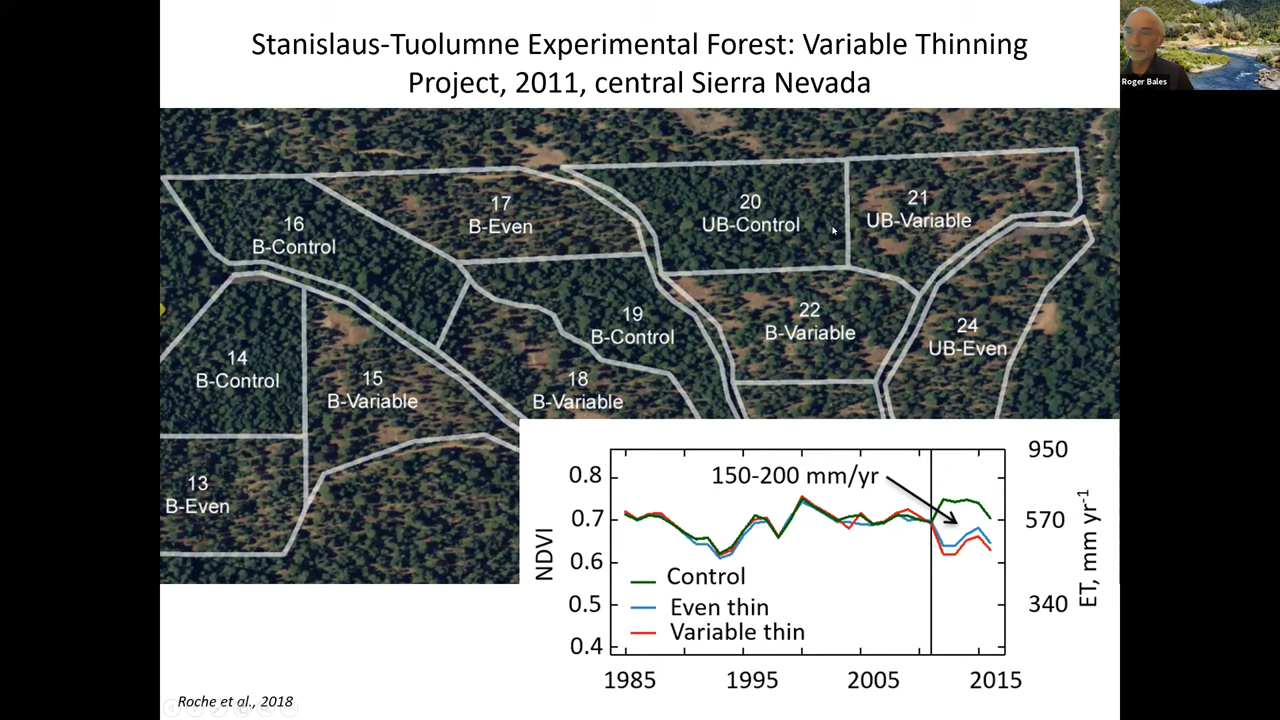 Stanislaus-Tuolumne Experimental Forest: Variable Thinning
Project, 2011, central Sierra Nevada
Roger Bales
16
B-Control
17
B-Even
20
UB-Control
21
UB-Variable
14
B-Control
15
B-Variable
18
B-Variable
19
B-Control
22
B-Variable
24
UB-Even
13
B-Even
150-200 mm/yr
NDVI
0.8
0.7
0.6
0.5
0.4
950
570
340
ET, mm yr-1
Control
Even thin
Variable thin
1985
1995
2005
2015
Roche et al., 2018